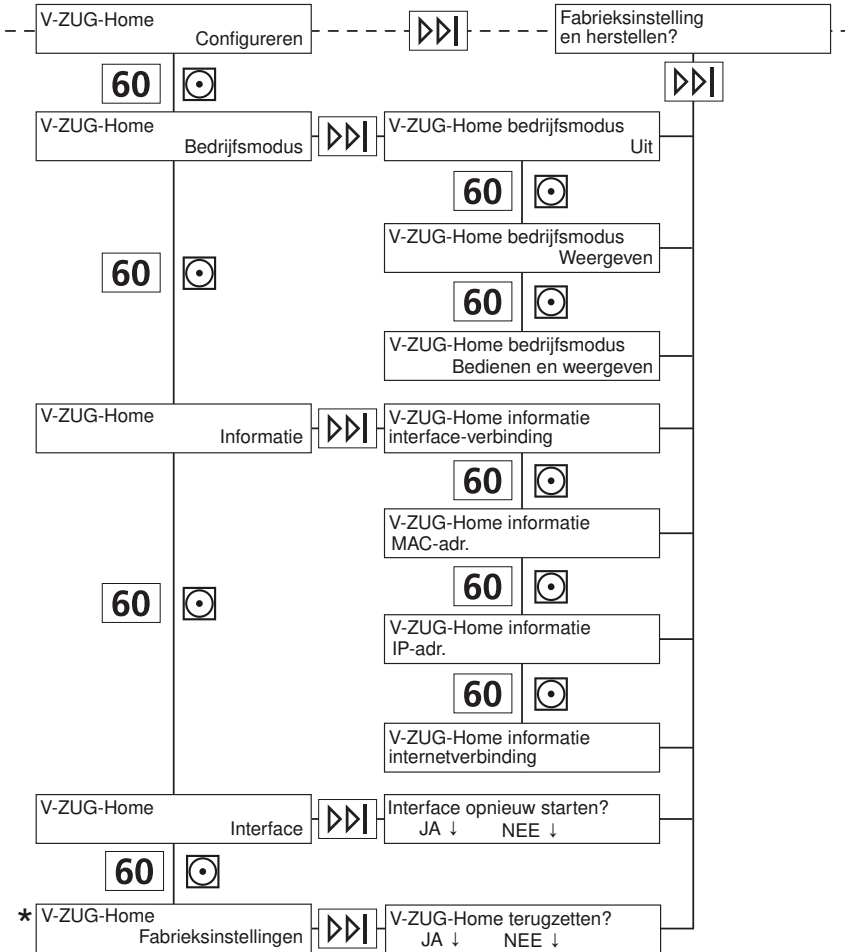 V-ZUG-Home
Configureren
Fabrieksinstelling
en herstellen?
60
V-ZUG-Home
Bedrijfsmodus
V-ZUG-Home bedrijfsmodus
Uit
60
V-ZUG-Home bedrijfsmodus
Weergeven
60
60
V-ZUG-Home bedrijfsmodus
Bedienen en weergeven
V-ZUG-Home
Informatie
V-ZUG-Home informatie
interface-verbinding
60
V-ZUG-Home informatie
MAC-adr.
60
60
V-ZUG-Home informatie
IP-adr.
60
V-ZUG-Home informatie
internetverbinding
V-ZUG-Home
Interface
Interface opnieuw starten?
JA ↓ NEE ↓
60
* V-ZUG-Home
Fabrieksinstellingen
V-ZUG-Home terugzetten?
JA ↓ NEE ↓